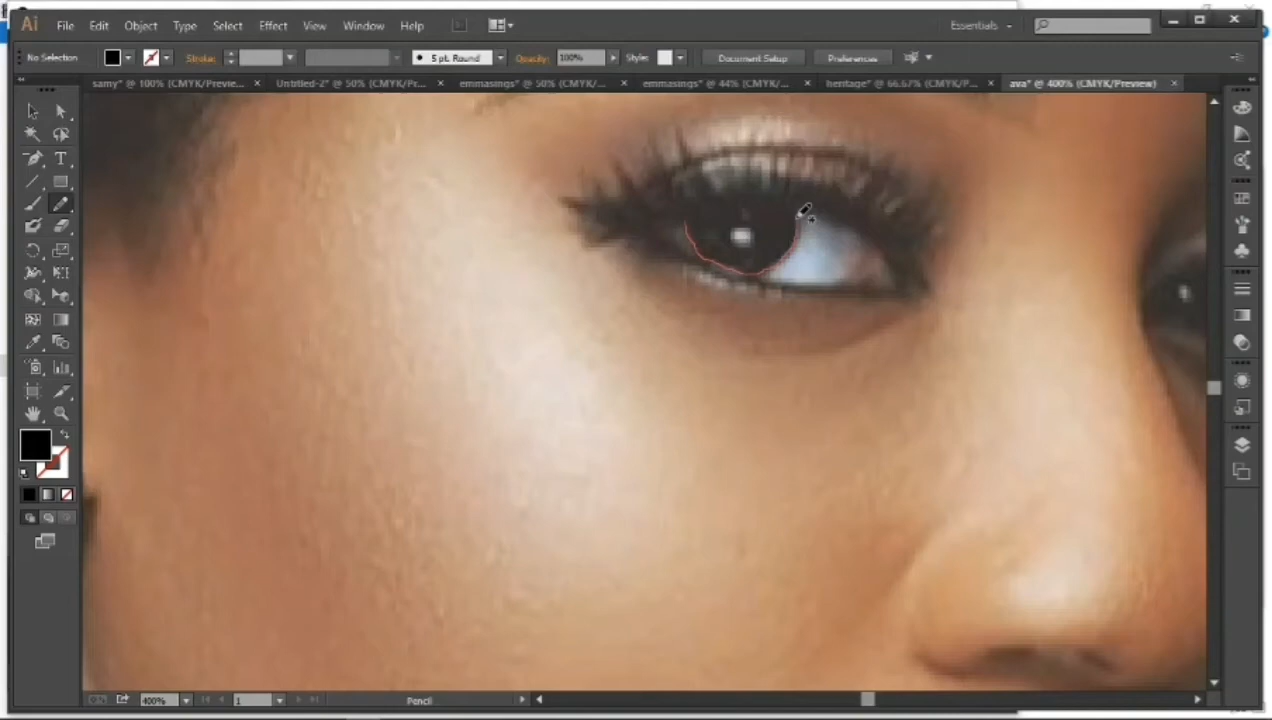 Ai File Edit Object Type Select Effect View Window Help Essentials
No Selection Stroke: 5 pt. Round Opacity: 100% Style: Document Setup Preferences
samy* @ 100% (CMYK/Previe... × Untitled-2* @ 50% (CMYK/Pr... × emmasings* @ 50% (CMYK/... × emmasings* @ 44% (CMYK/... × heritage* @ 66.67% (CMYK/P... × ava* @ 400% (CMYK/Preview) ×
400% 1 Pencil